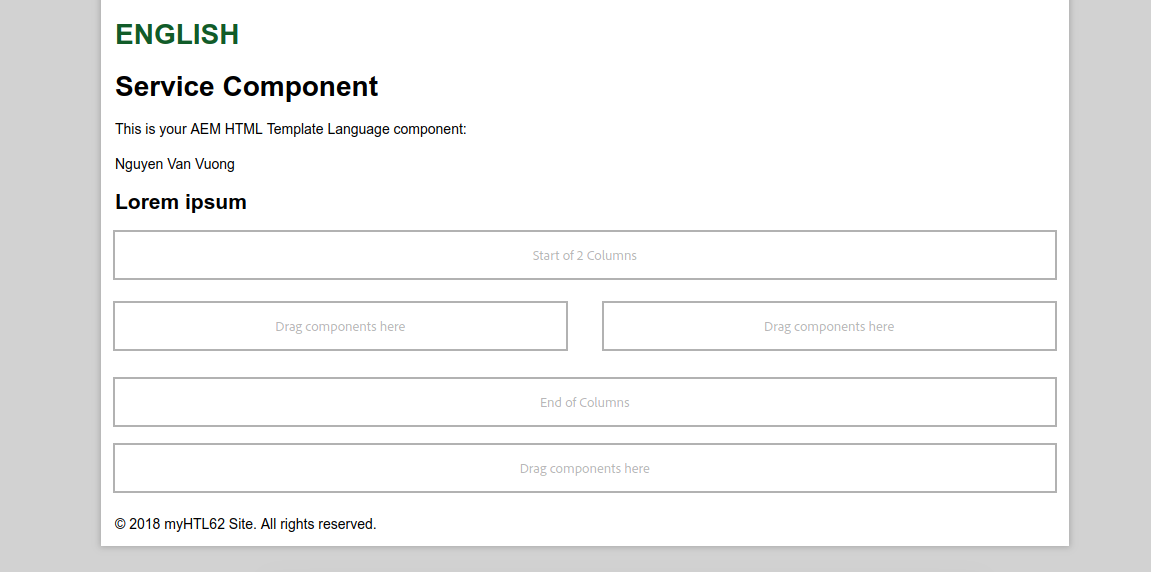 ENGLISH
Service Component
This is your AEM HTML Template Language component:
Nguyen Van Vuong
Lorem ipsum
Start of 2 Columns
Drag components here
Drag components here
End of Columns
Drag components here
© 2018 myHTL62 Site. All rights reserved.